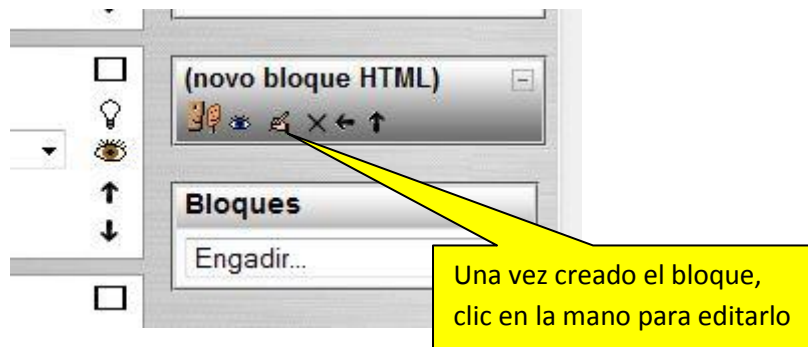 (novo bloque HTML)
Bloques
Engadir...
Una vez creado el bloque,
clic en la mano para editarlo